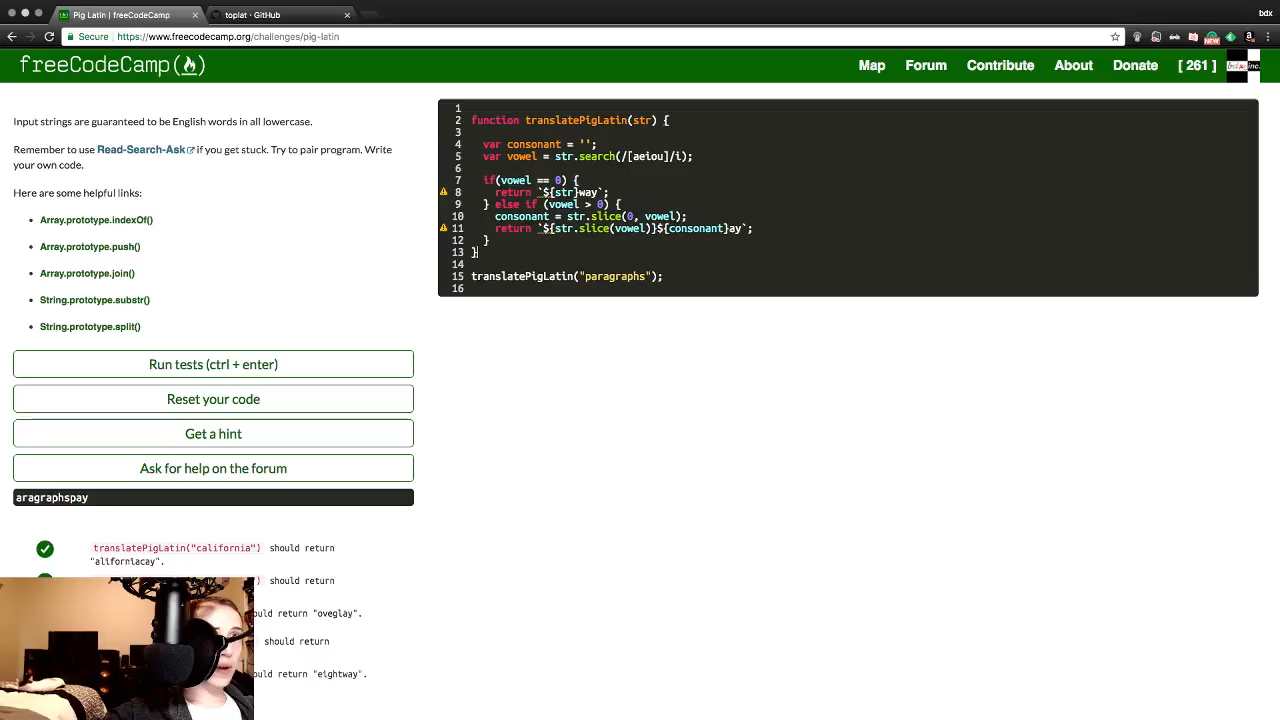 Pig Latin | freeCodeCamp
toplat · GitHub
bdx
Secure
https://www.freecodecamp.org/challenges/pig-latin
NEW
freeCodeCamp
Map
Forum
Contribute
About
Donate
[ 261 ]
bdx inc.
Input strings are guaranteed to be English words in all lowercase.
Remember to use Read-Search-Ask if you get stuck. Try to pair program. Write
your own code.
Here are some helpful links:
Array.prototype.indexOf()
Array.prototype.push()
Array.prototype.join()
String.prototype.substr()
String.prototype.split()
Run tests (ctrl + enter)
Reset your code
Get a hint
Ask for help on the forum
aragraphspay
translatePigLatin("california") should return
"aliforniacay".
) should return
ould return "oveglay".
should return
ould return "eightway".
1
2 function translatePigLatin(str) {
3
4 var consonant = '';
5 var vowel = str.search(/[aeiou]/i);
6
7 if(vowel == 0) {
8 return `${str}way`;
9 } else if (vowel > 0) {
10 consonant = str.slice(0, vowel);
11 return `${str.slice(vowel)}${consonant}ay`;
12 }
13 }
14
15 translatePigLatin("paragraphs");
16